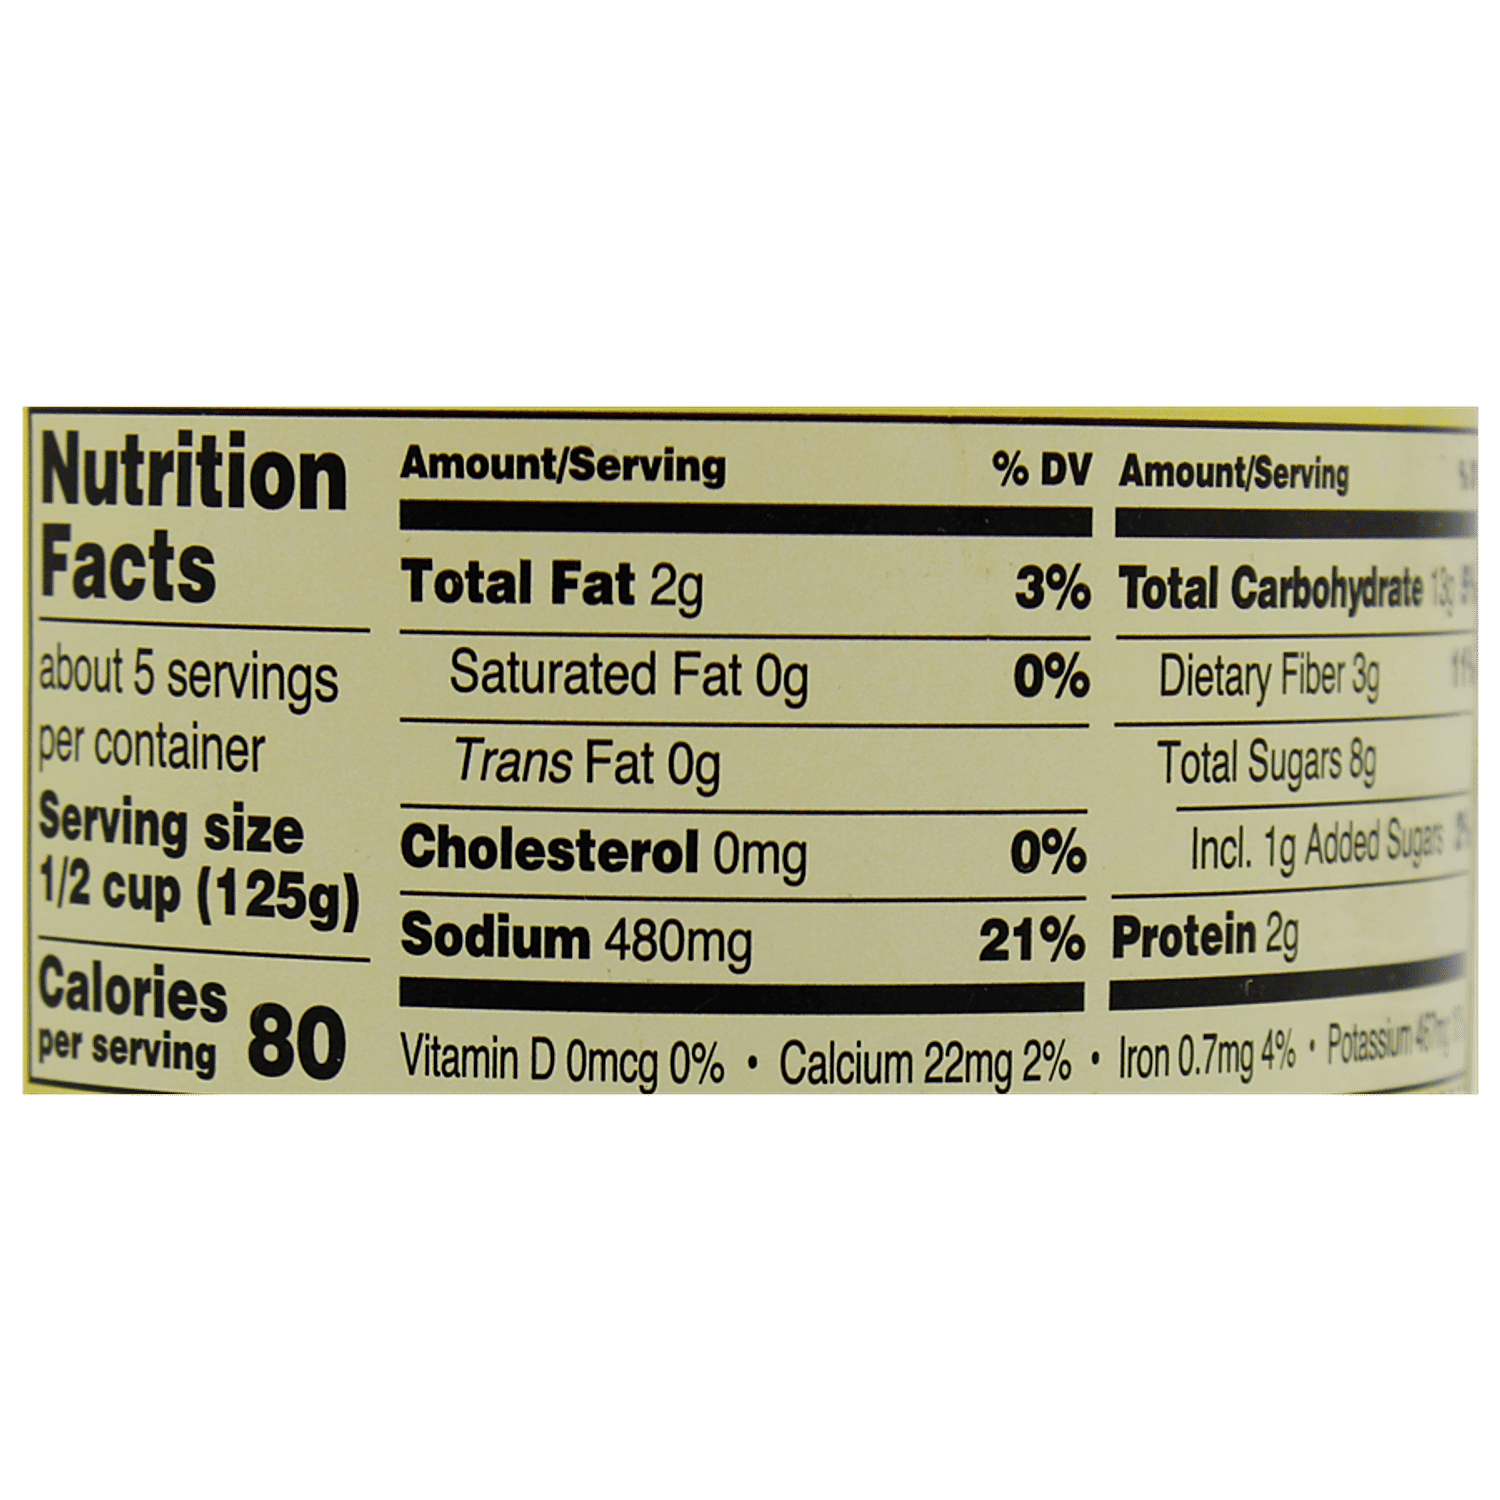 Nutrition
Facts
about 5 servings
per container
Serving size
1/2 cup (125g)
Calories
per serving 80
Amount/Serving % DV
Total Fat 2g 3%
Saturated Fat 0g 0%
Trans Fat 0g
Cholesterol 0mg 0%
Sodium 480mg 21%
Amount/Serving
Total Carbohydrate 13g
Dietary Fiber 3g
Total Sugars 8g
Incl. 1g Added Sugars
Protein 2g
Vitamin D 0mcg 0% • Calcium 22mg 2% • Iron 0.7mg 4% • Potassium